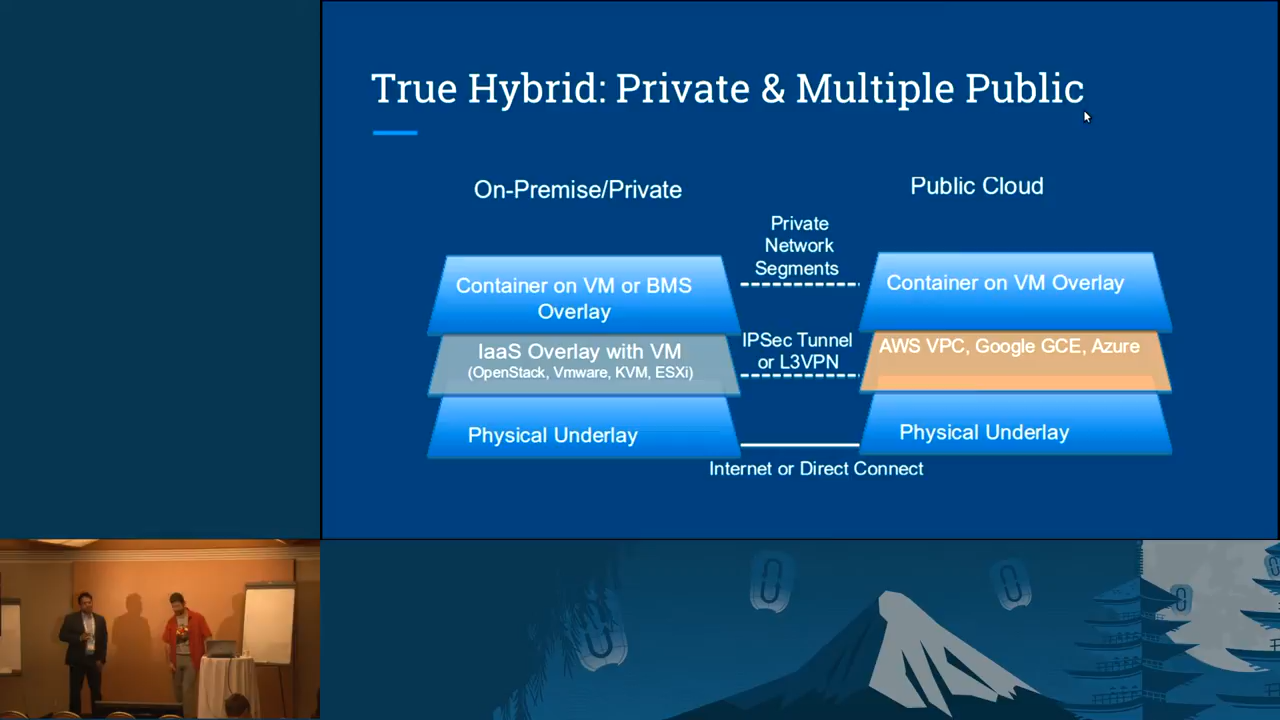 True Hybrid: Private & Multiple Public
On-Premise/Private
Public Cloud
Private
Network
Segments
Container on VM or BMS
Overlay
Container on VM Overlay
IPSec Tunnel
or L3VPN
IaaS Overlay with VM
(OpenStack, Vmware, KVM, ESXi)
AWS VPC, Google GCE, Azure
Physical Underlay
Physical Underlay
Internet or Direct Connect